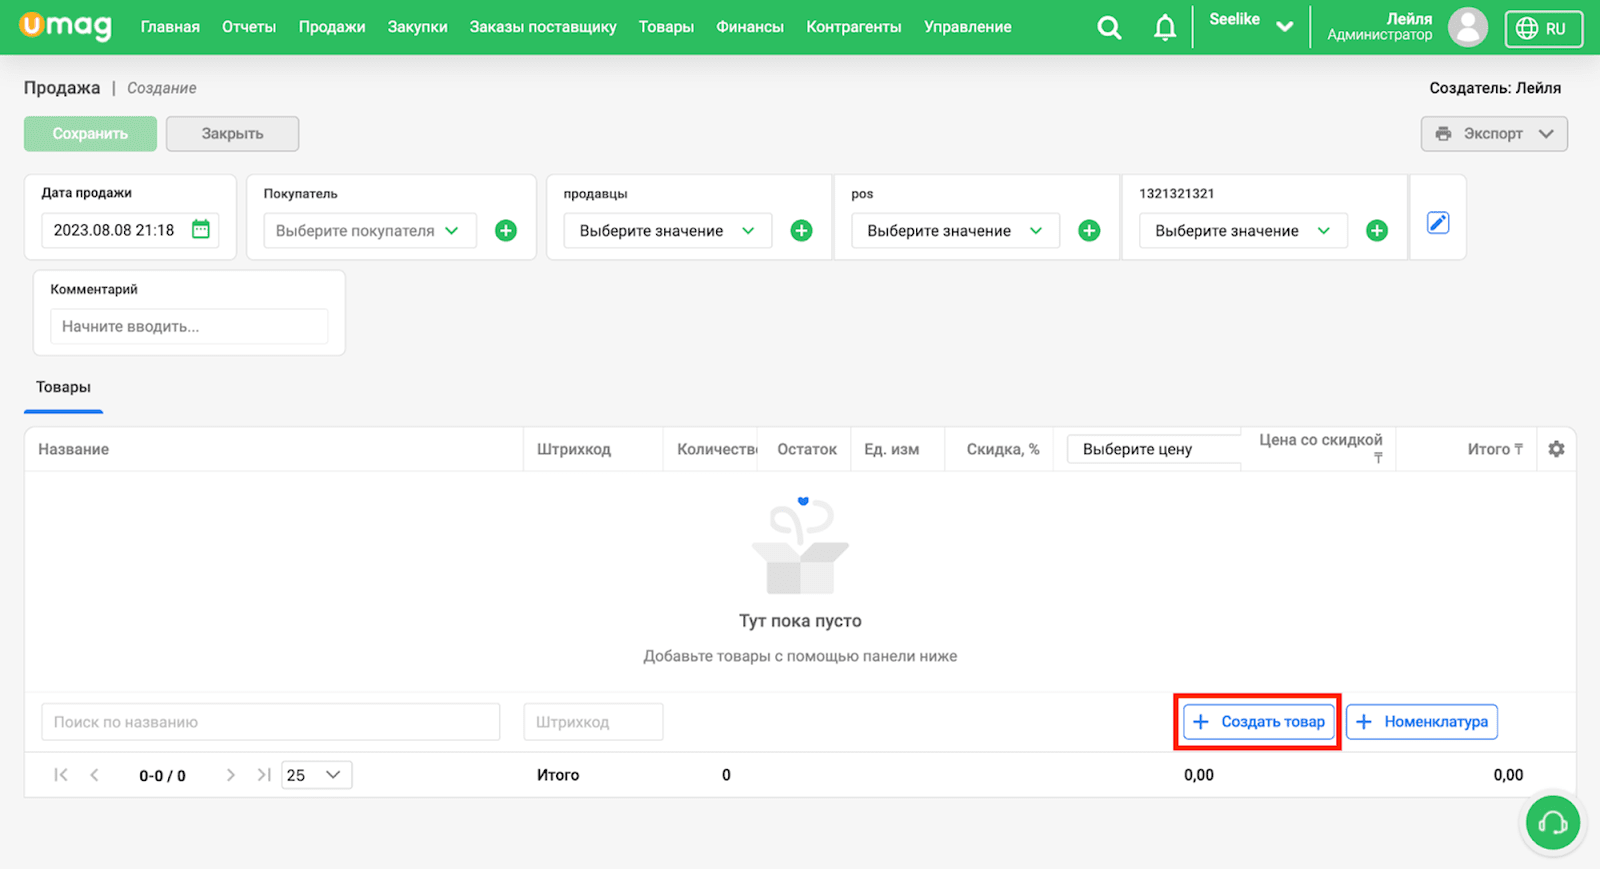 Umag Главная Отчеты Продажи Закупки Заказы поставщику Товары Финансы Контрагенты Управление Seelike Лейля RU
Администратор
Продажа | Создание Создатель: Лейля
Сохранить Закрыть Экспорт
Дата продажи Покупатель продавцы pos 1321321321
2023.08.08 21:18 Выберите покупателя Выберите значение Выберите значение Выберите значение
Комментарий
Начните вводить...
Товары
Название Штрихкод Количество Остаток Ед. изм Скидка, % Выберите цену Цена со скидкой ₸ Итого ₸
Тут пока пусто
Добавьте товары с помощью панели ниже
Поиск по названию Штрихкод + Создать товар + Номенклатура
0-0 / 0 25 Итого 0 0,00 0,00